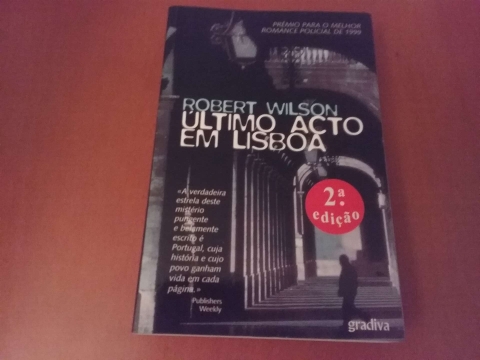 PRÉMIO PARA O MELHOR
ROMANCE POLICIAL DE 1999
ROBERT WILSON
ÚLTIMO ACTO
EM LISBOA
2.ª
edição
«A verdadeira
estrela deste
mistério
pungente
e belamente
escrito é
Portugal, cuja
história e cujo
povo ganham
vida em cada
página.»
Publishers
Weekly
gradiva